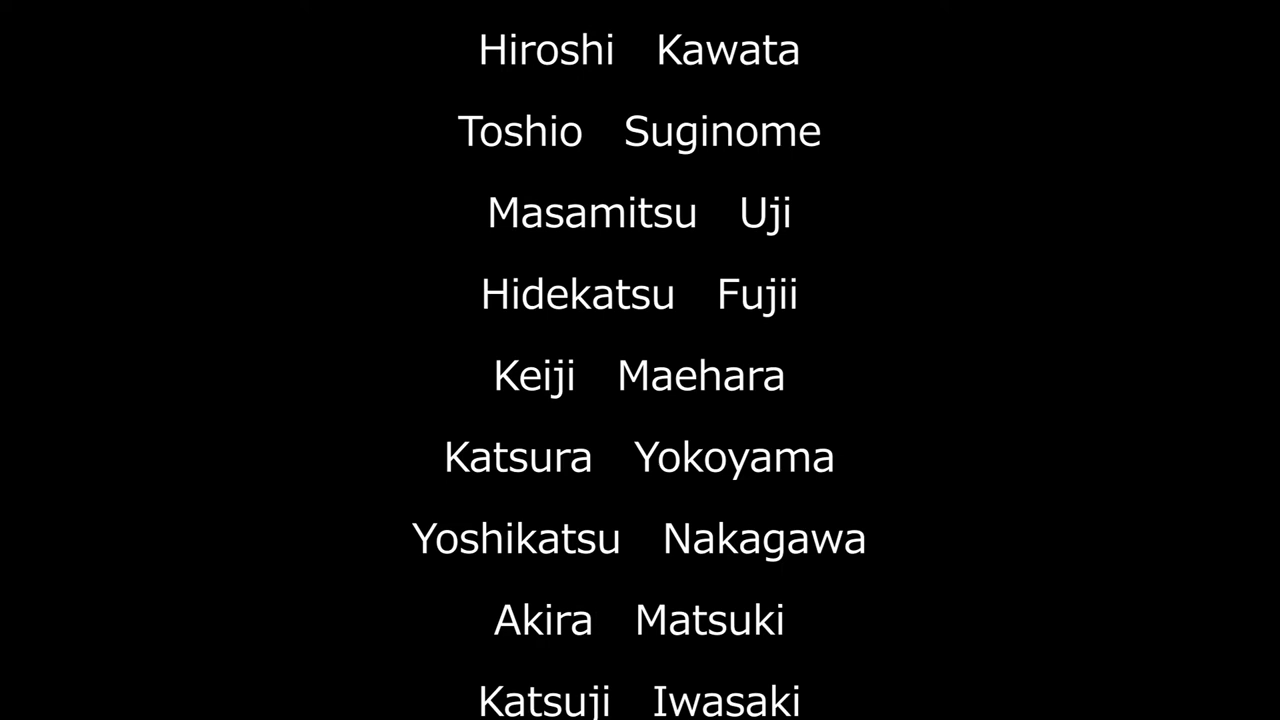 Hiroshi Kawata
Toshio Suginome
Masamitsu Uji
Hidekatsu Fujii
Keiji Maehara
Katsura Yokoyama
Yoshikatsu Nakagawa
Akira Matsuki
Katsuji Iwasaki